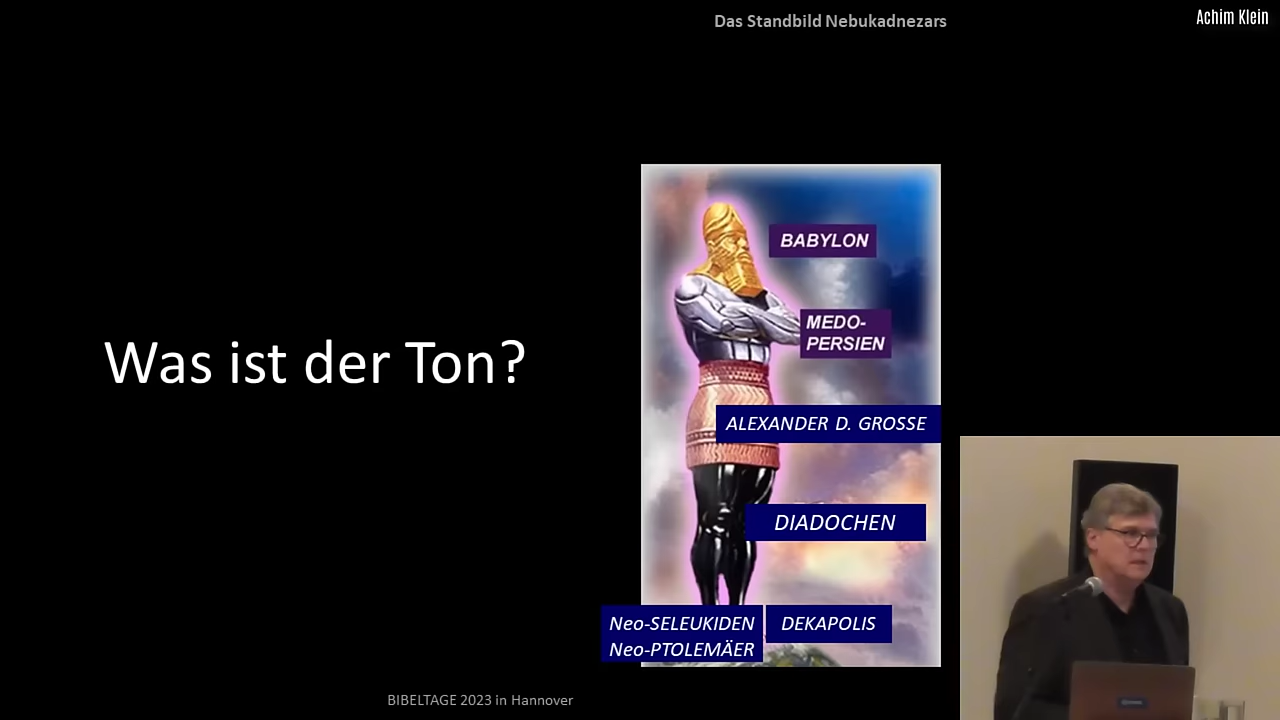 Das Standbild Nebukadnezars
Achim Klein
BABYLON
MEDO-
PERSIEN
Was ist der Ton?
ALEXANDER D. GROSSE
DIADOCHEN
Neo-SELEUKIDEN
Neo-PTOLEMÄER
DEKAPOLIS
BIBELTAGE 2023 in Hannover